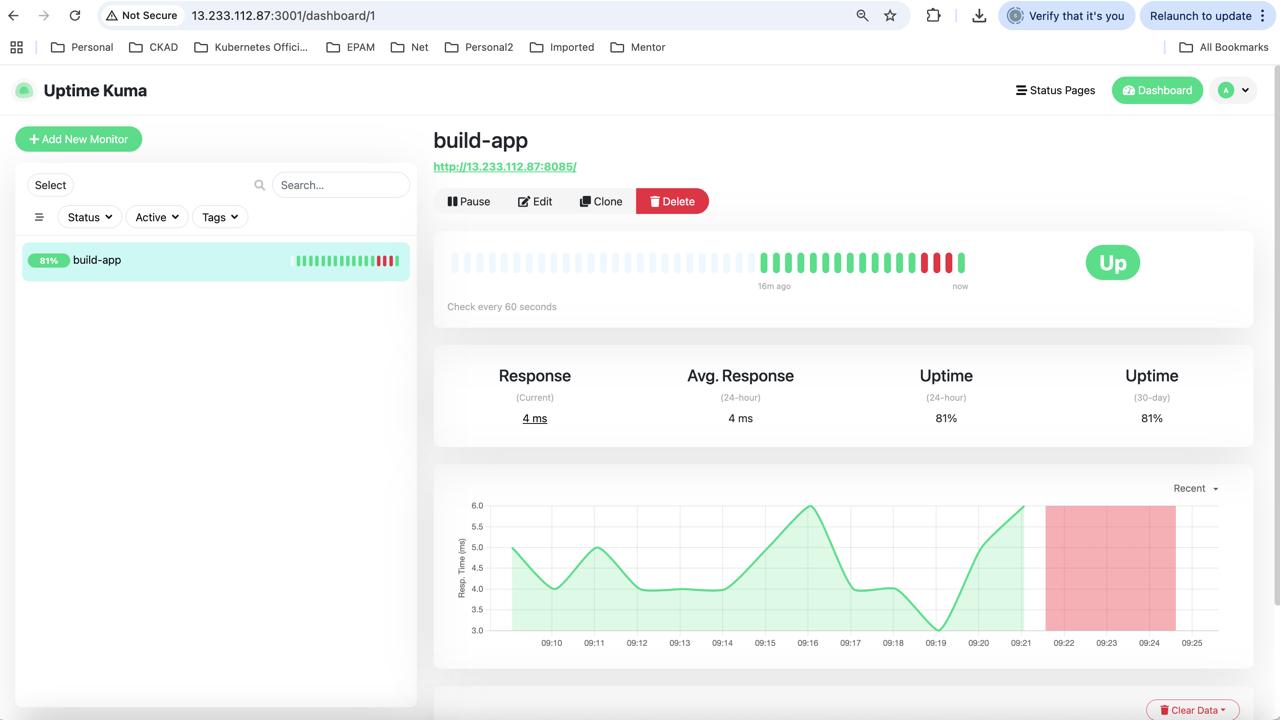 Not Secure 13.233.112.87:3001/dashboard/1 Verify that it's you Relaunch to update
Personal CKAD Kubernetes Offici... EPAM Net Personal2 Imported Mentor All Bookmarks
Uptime Kuma Status Pages Dashboard A
+ Add New Monitor
Select Search...
Status Active Tags
81% build-app
build-app
http://13.233.112.87:8085/
Pause Edit Clone Delete
Up
16m ago now
Check every 60 seconds
Response Avg. Response Uptime Uptime
(Current) (24-hour) (24-hour) (30-day)
4 ms 4 ms 81% 81%
Recent
Resp. Time (ms)
6.0
5.5
5.0
4.5
4.0
3.5
3.0
09:10 09:11 09:12 09:13 09:14 09:15 09:16 09:17 09:18 09:19 09:20 09:21 09:22 09:23 09:24 09:25
Clear Data